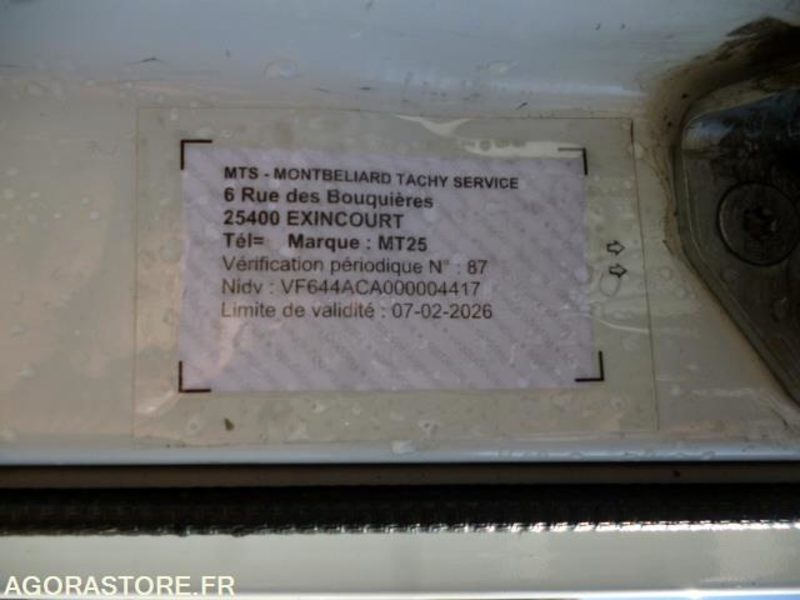 MTS - MONTBELIARD TACHY SERVICE
6 Rue des Bouquières
25400 EXINCOURT
Tél= Marque : MT25
Vérification périodique N° : 87
Nidv : VF644ACA000004417
Limite de validité : 07-02-2026
AGORASTORE.FR